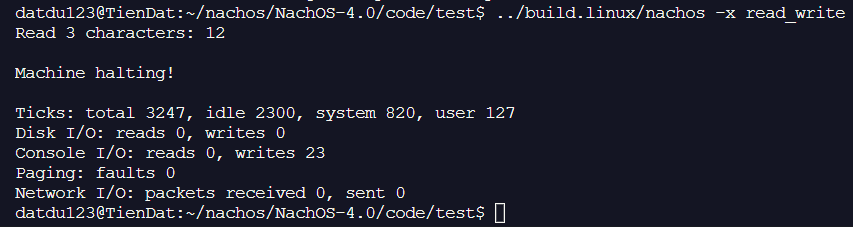 datdu123@TienDat:~/nachos/NachOS-4.0/code/test$ ../build.linux/nachos -x read_write
Read 3 characters: 12
Machine halting!
Ticks: total 3247, idle 2300, system 820, user 127
Disk I/O: reads 0, writes 0
Console I/O: reads 0, writes 23
Paging: faults 0
Network I/O: packets received 0, sent 0
datdu123@TienDat:~/nachos/NachOS-4.0/code/test$